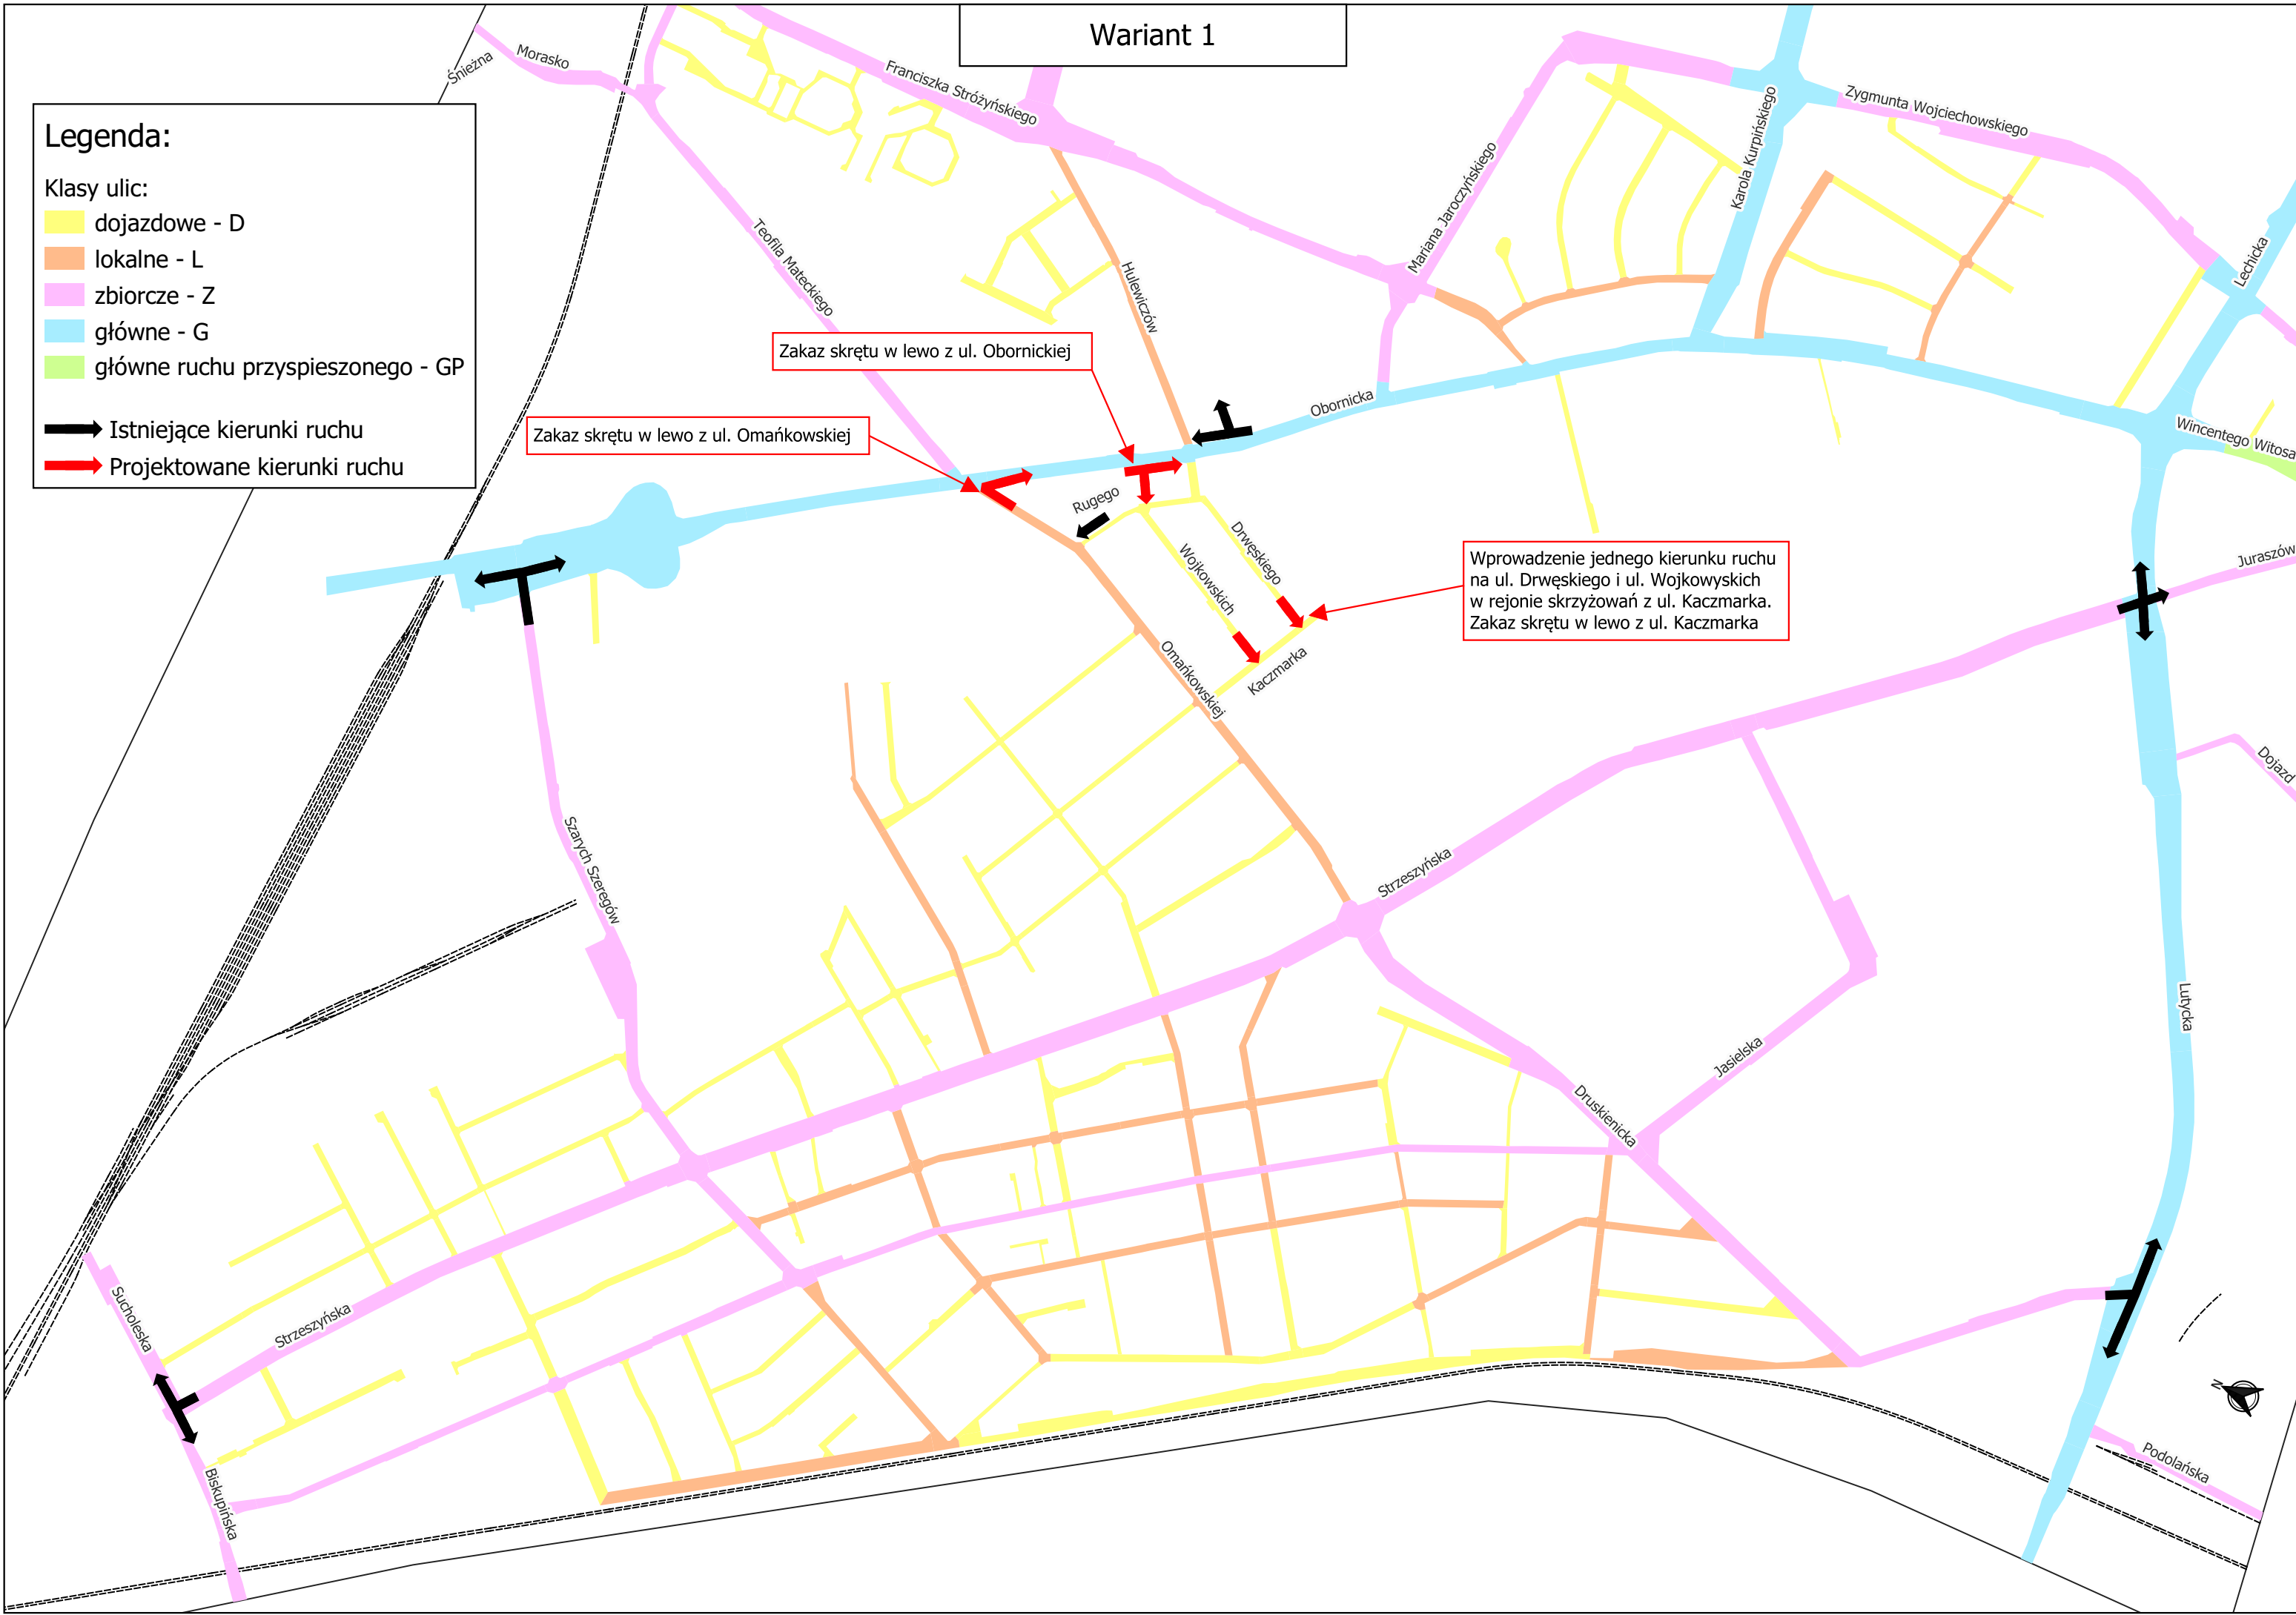 Wariant 1
Legenda:
Klasy ulic:
dojazdowe - D
lokalne - L
zbiorcze - Z
główne - G
główne ruchu przyspieszonego - GP
Istniejące kierunki ruchu
Projektowane kierunki ruchu
Śnieżna
Morasko
Franciszka Stróżyńskiego
Teofila Mateckiego
Hulewiczów
Mariana Jaroczyńskiego
Karola Kurpińskiego
Zygmunta Wojciechowskiego
Lechicka
Zakaz skrętu w lewo z ul. Obornickiej
Zakaz skrętu w lewo z ul. Omańkowskiej
Obornicka
Wincentego Witosa
Rugego
Drwęskiego
Wojkowskich
Kaczmarka
Omańkowskiej
Wprowadzenie jednego kierunku ruchu
na ul. Drwęskiego i ul. Wojkowyskich
w rejonie skrzyżowań z ul. Kaczmarka.
Zakaz skrętu w lewo z ul. Kaczmarka
Juraszów
Dojazd
Szarych Szeregów
Strzeszyńska
Lutycka
Jasielska
Druskienicka
Sucholeska
Strzeszyńska
Biskupińska
N
Podolańska